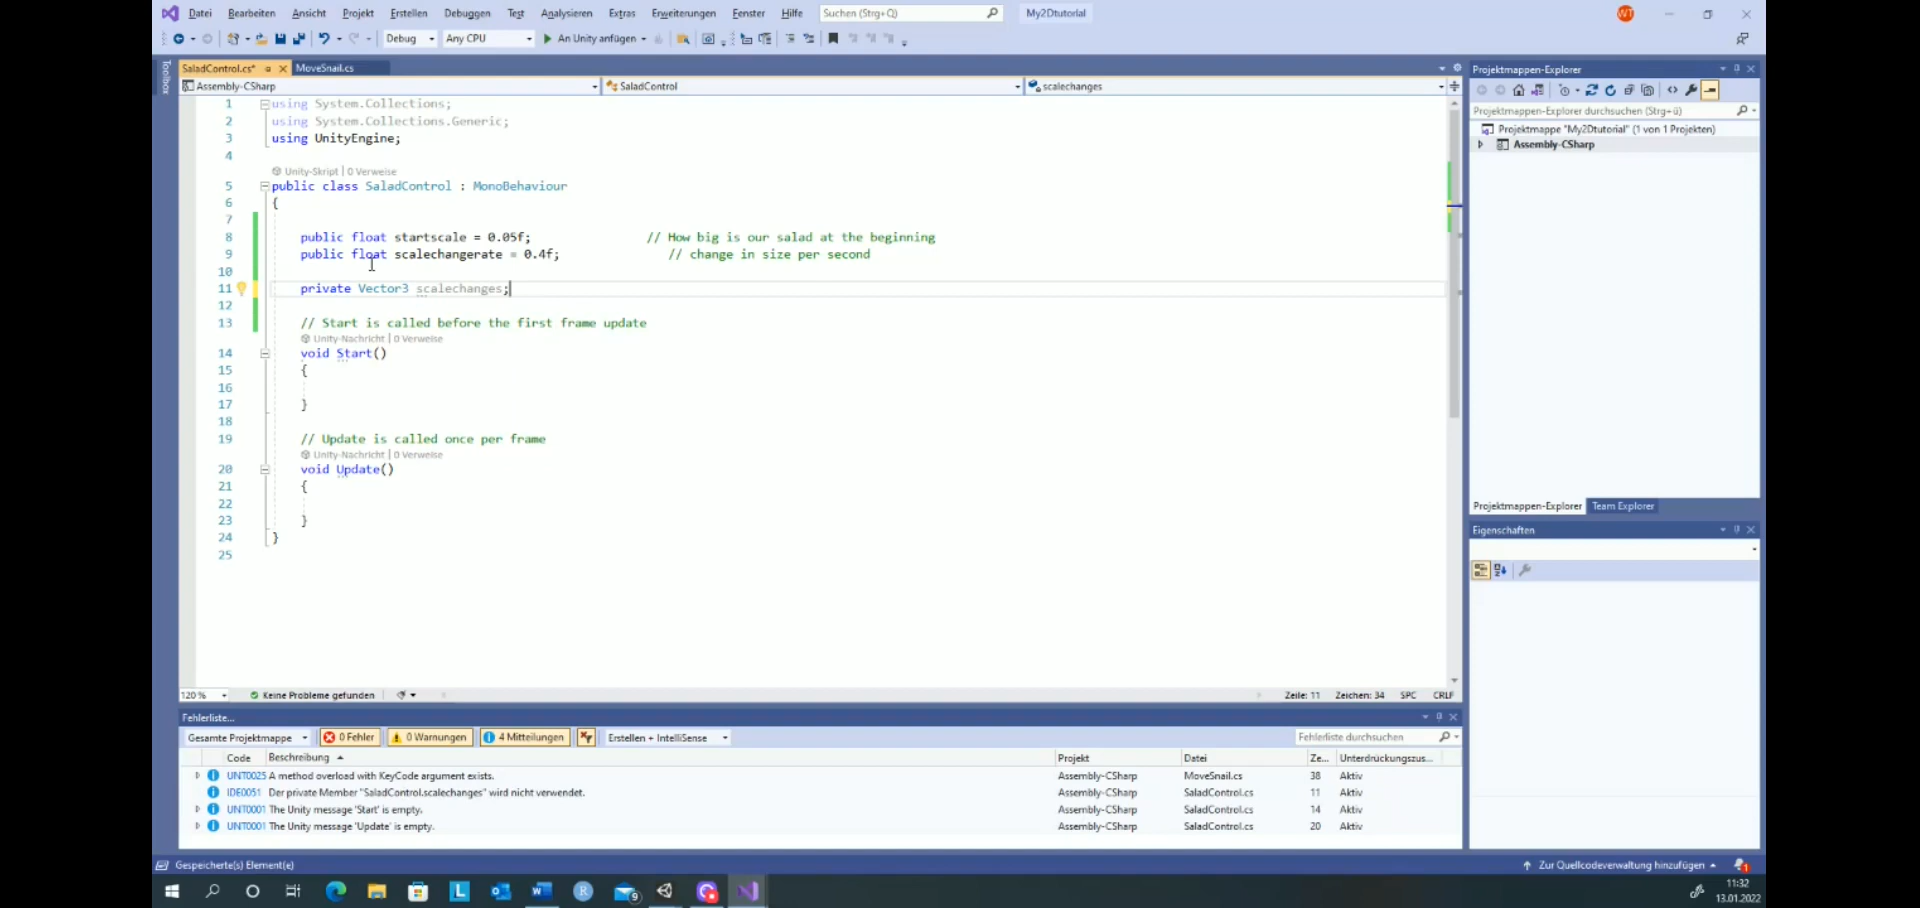 Datei Bearbeiten Ansicht Projekt Erstellen Debuggen Test Analysieren Extras Erweiterungen Fenster Hilfe Suchen (Strg+Q) My2Dtutorial WT
Debug Any CPU An Unity anfügen
Toolbox
SaladControl.cs* MoveSnail.cs
Assembly-CSharp SaladControl scalechanges
1 using System.Collections;
2 using System.Collections.Generic;
3 using UnityEngine;
4
Unity-Skript | 0 Verweise
5 public class SaladControl : MonoBehaviour
6 {
7
8 public float startscale = 0.05f; // How big is our salad at the beginning
9 public float scalechangerate = 0.4f; // change in size per second
10
11 private Vector3 scalechanges;
12
13 // Start is called before the first frame update
Unity-Nachricht | 0 Verweise
14 void Start()
15 {
16
17 }
18
19 // Update is called once per frame
Unity-Nachricht | 0 Verweise
20 void Update()
21 {
22
23 }
24 }
25
120 % Keine Probleme gefunden Zeile: 11 Zeichen: 34 SPC CRLF
Projektmappen-Explorer
Projektmappen-Explorer durchsuchen (Strg+ü)
Projektmappe "My2Dtutorial" (1 von 1 Projekten)
Assembly-CSharp
Projektmappen-Explorer Team Explorer
Eigenschaften
Fehlerliste...
Gesamte Projektmappe 0 Fehler 0 Warnungen 4 Mitteilungen Erstellen + IntelliSense Fehlerliste durchsuchen
Code Beschreibung Projekt Datei Ze... Unterdrückungszus...
UNT0025 A method overload with KeyCode argument exists. Assembly-CSharp MoveSnail.cs 38 Aktiv
IDE0051 Der private Member "SaladControl.scalechanges" wird nicht verwendet. Assembly-CSharp SaladControl.cs 11 Aktiv
UNT0001 The Unity message 'Start' is empty. Assembly-CSharp SaladControl.cs 14 Aktiv
UNT0001 The Unity message 'Update' is empty. Assembly-CSharp SaladControl.cs 20 Aktiv
Gespeicherte(s) Element(e) Zur Quellcodeverwaltung hinzufügen 1
L 9 R 11:32
13.01.2022